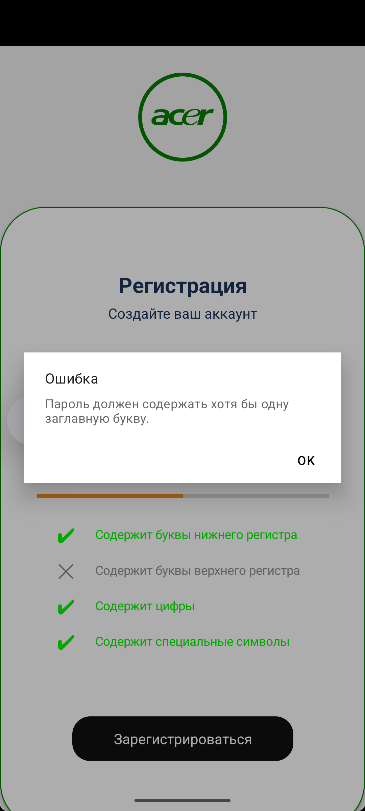 acer
Регистрация
Создайте ваш аккаунт
Ошибка
Пароль должен содержать хотя бы одну
заглавную букву.
OK
Содержит буквы нижнего регистра
Содержит буквы верхнего регистра
Содержит цифры
Содержит специальные символы
Зарегистрироваться